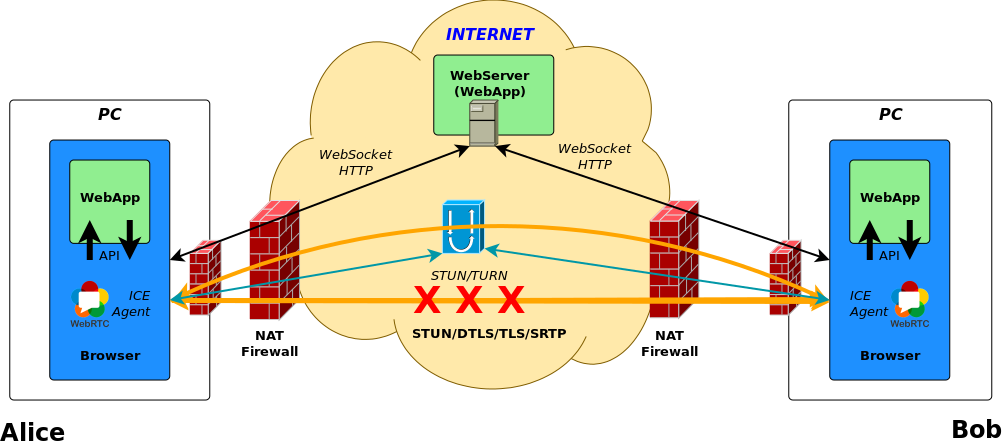 INTERNET
WebServer
(WebApp)
PC
PC
WebSocket
HTTP
WebSocket
HTTP
WebApp
WebApp
API
API
STUN/TURN
ICE
Agent
WebRTC
ICE
Agent
WebRTC
X X X
STUN/DTLS/TLS/SRTP
NAT
Firewall
NAT
Firewall
Browser
Browser
Alice
Bob